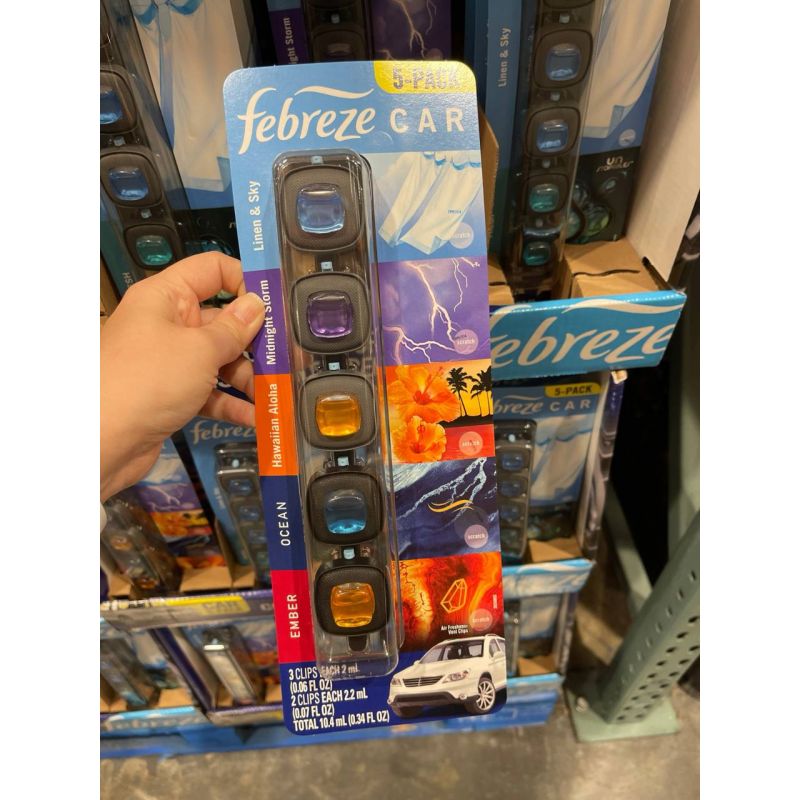 5-PACK
febreze CAR
Linen & Sky
scratch
Midnight Storm
scratch
Hawaiian Aloha
scratch
OCEAN
scratch
EMBER
scratch
Air Freshener
Vent Clips
3 CLIPS EACH 2 mL
(0.06 FL OZ)
2 CLIPS EACH 2.2 mL
(0.07 FL OZ)
TOTAL 10.4 mL (0.34 FL OZ)
Storm
Linen & Sky
febreze
5-PACK
febreze CAR
febreze